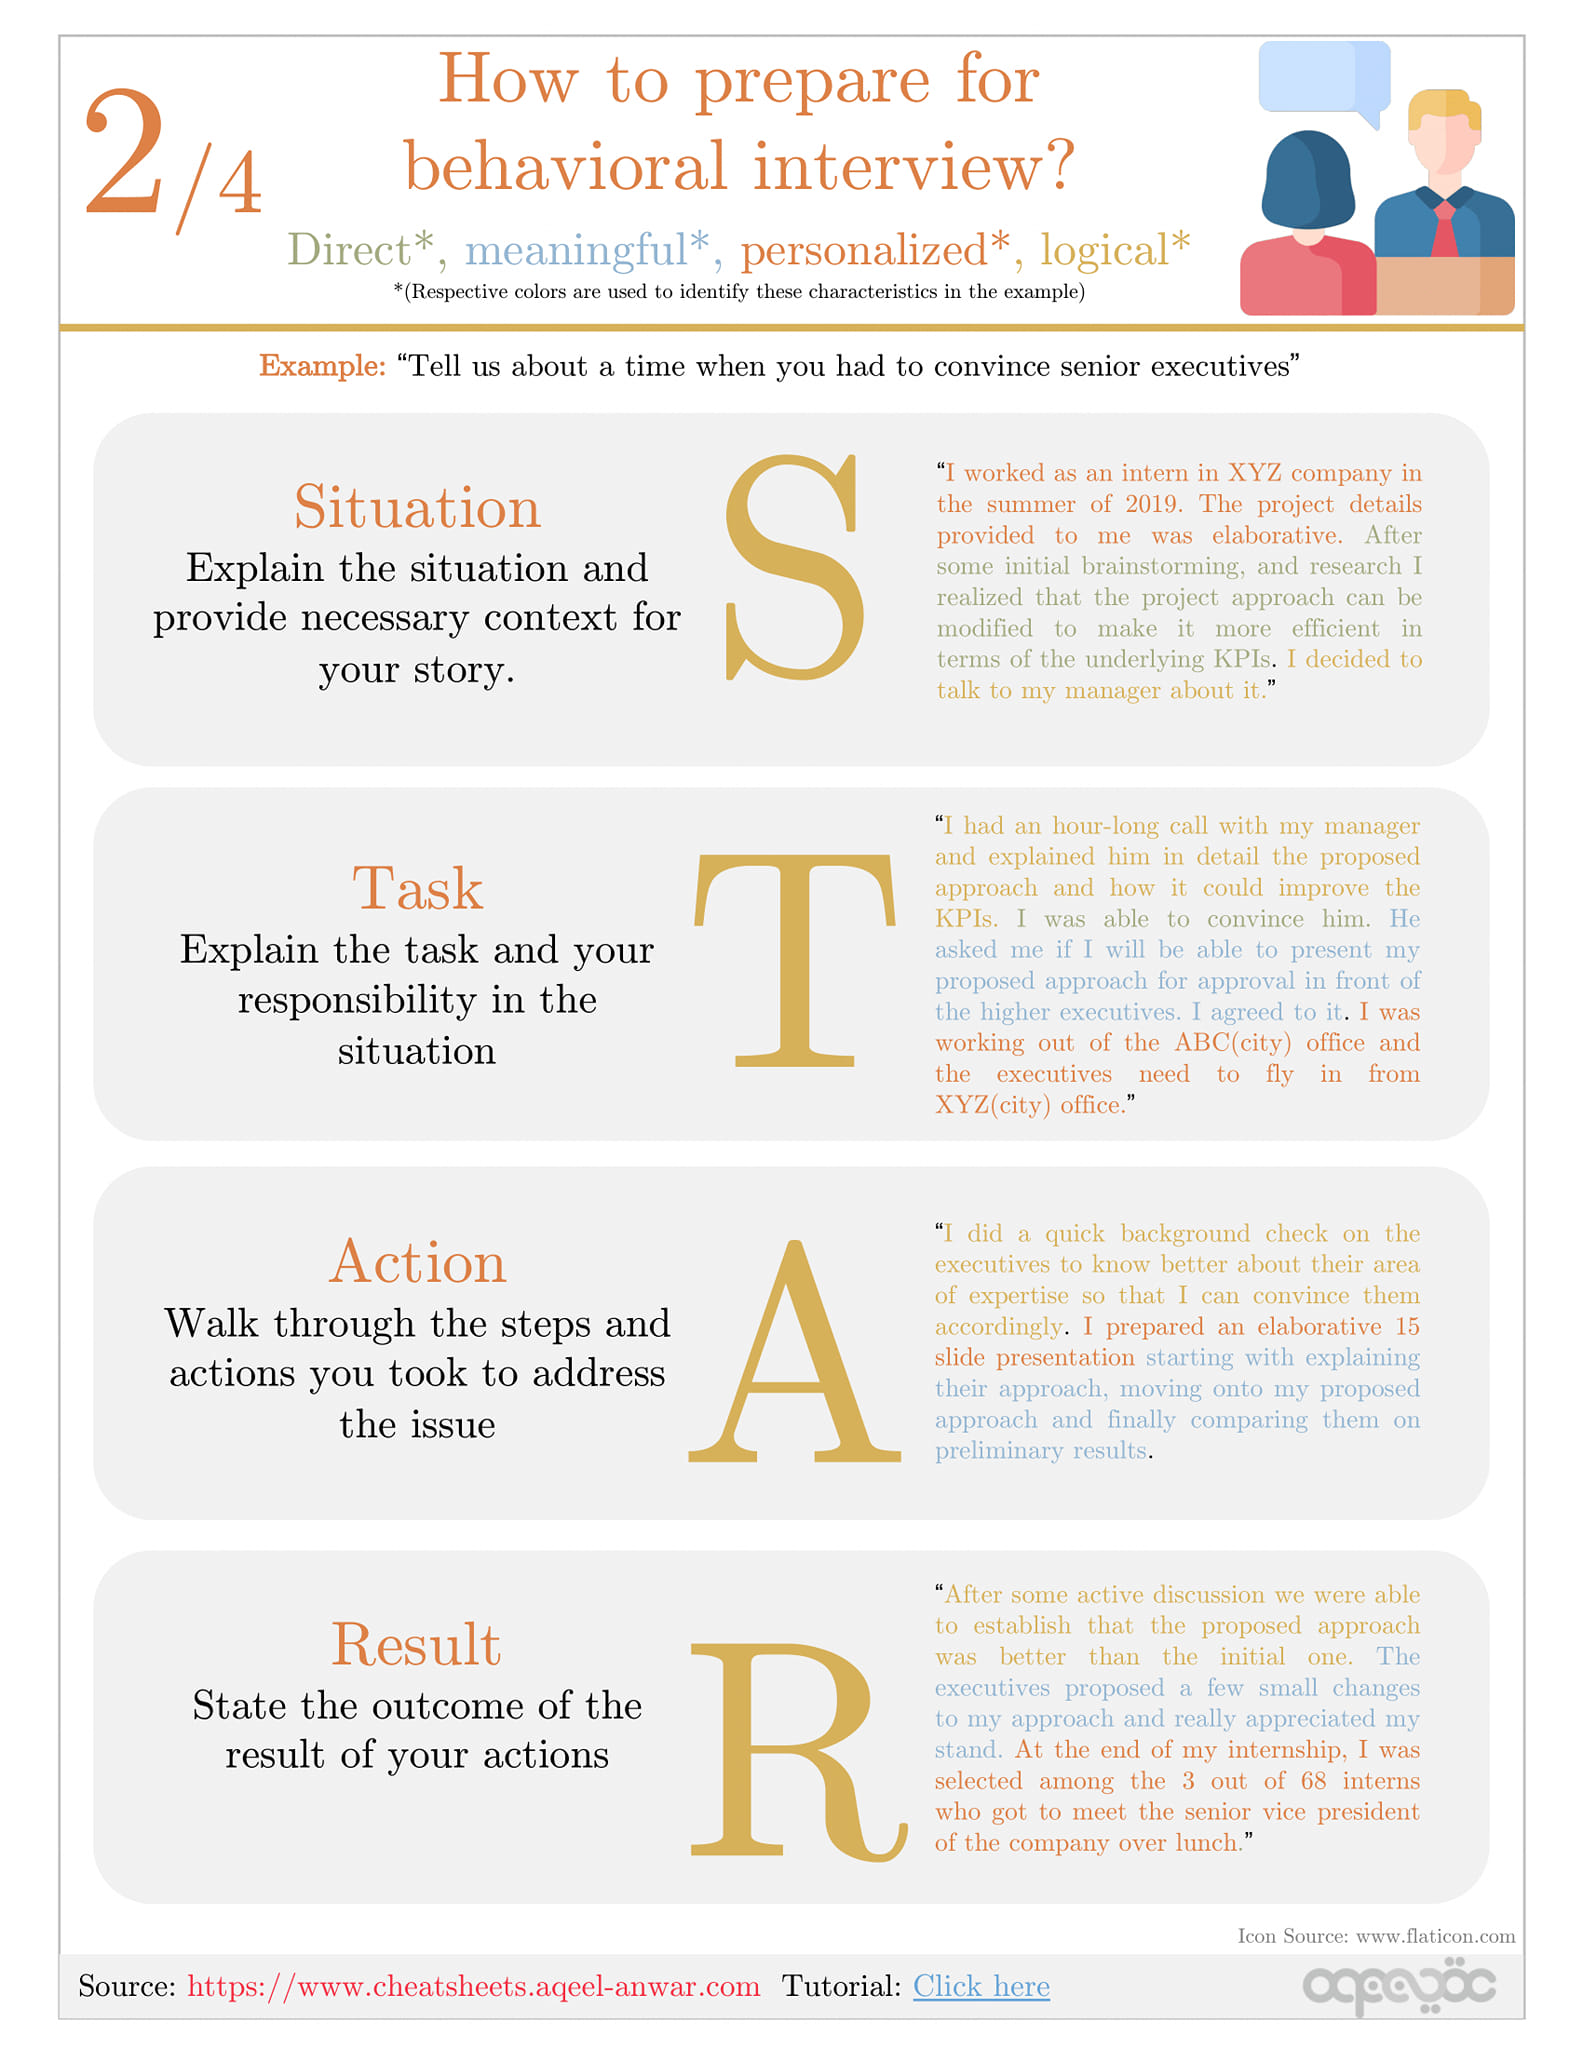 2/4
How to prepare for
behavioral interview?
Direct*, meaningful*, personalized*, logical*
*(Respective colors are used to identify these characteristics in the example)
Example: “Tell us about a time when you had to convince senior executives”
Situation
Explain the situation and
provide necessary context for
your story.
S
“I worked as an intern in XYZ company in
the summer of 2019. The project details
provided to me was elaborative. After
some initial brainstorming, and research I
realized that the project approach can be
modified to make it more efficient in
terms of the underlying KPIs. I decided to
talk to my manager about it.”
Task
Explain the task and your
responsibility in the
situation
T
“I had an hour-long call with my manager
and explained him in detail the proposed
approach and how it could improve the
KPIs. I was able to convince him. He
asked me if I will be able to present my
proposed approach for approval in front of
the higher executives. I agreed to it. I was
working out of the ABC(city) office and
the executives need to fly in from
XYZ(city) office.”
Action
Walk through the steps and
actions you took to address
the issue
A
“I did a quick background check on the
executives to know better about their area
of expertise so that I can convince them
accordingly. I prepared an elaborative 15
slide presentation starting with explaining
their approach, moving onto my proposed
approach and finally comparing them on
preliminary results.
Result
State the outcome of the
result of your actions
R
“After some active discussion we were able
to establish that the proposed approach
was better than the initial one. The
executives proposed a few small changes
to my approach and really appreciated my
stand. At the end of my internship, I was
selected among the 3 out of 68 interns
who got to meet the senior vice president
of the company over lunch.”
Icon Source: www.flaticon.com
Source: https://www.cheatsheets.aqeel-anwar.com Tutorial: Click here